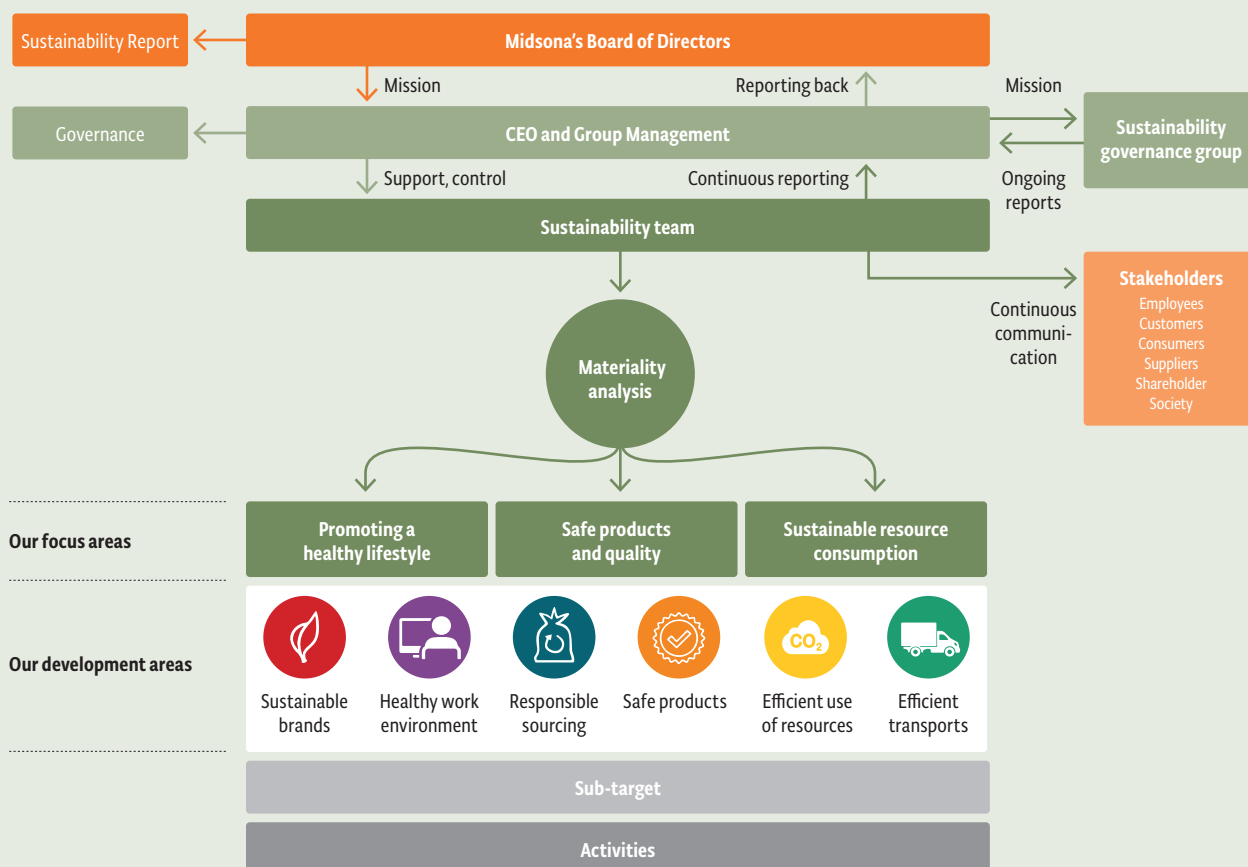 Sustainability Report
Midsona's Board of Directors
Mission
Reporting back
Mission
Governance
CEO and Group Management
Sustainability
governance group
Support, control
Continuous reporting
Ongoing
reports
Sustainability team
Stakeholders
Employees
Customers
Consumers
Suppliers
Shareholder
Society
Continuous
communi-
cation
Materiality
analysis
Our focus areas
Promoting a
healthy lifestyle
Safe products
and quality
Sustainable resource
consumption
Our development areas
CO₂
Sustainable
brands
Healthy work
environment
Responsible
sourcing
Safe products
Efficient use
of resources
Efficient
transports
Sub-target
Activities